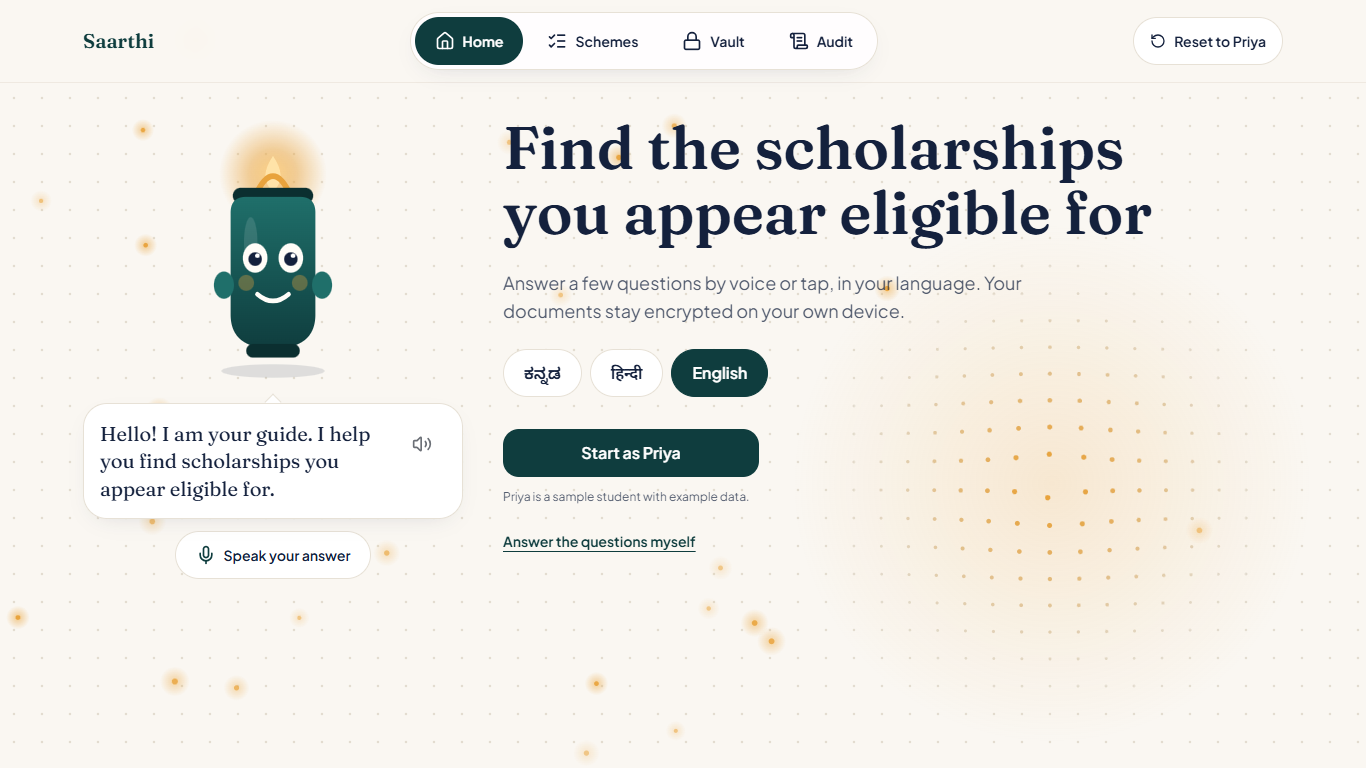 Saarthi
Home
Schemes
Vault
Audit
Reset to Priya
Find the scholarships
you appear eligible for
Answer a few questions by voice or tap, in your language. Your
documents stay encrypted on your own device.
ಕನ್ನಡ
हिन्दी
English
Start as Priya
Priya is a sample student with example data.
Answer the questions myself
Hello! I am your guide. I help
you find scholarships you
appear eligible for.
Speak your answer